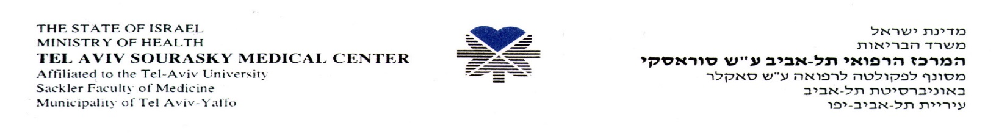 THE STATE OF ISRAEL
MINISTRY OF HEALTH
TEL AVIV SOURASKY MEDICAL CENTER
Affiliated to the Tel-Aviv University
Sackler Faculty of Medicine
Municipality of Tel Aviv-Yaffo
מדינת ישראל
משרד הבריאות
המרכז הרפואי תל-אביב ע"ש סוראסקי
מסונף לפקולטה לרפואה ע"ש סאקלר
באוניברסיטת תל-אביב
עיריית תל-אביב-יפו